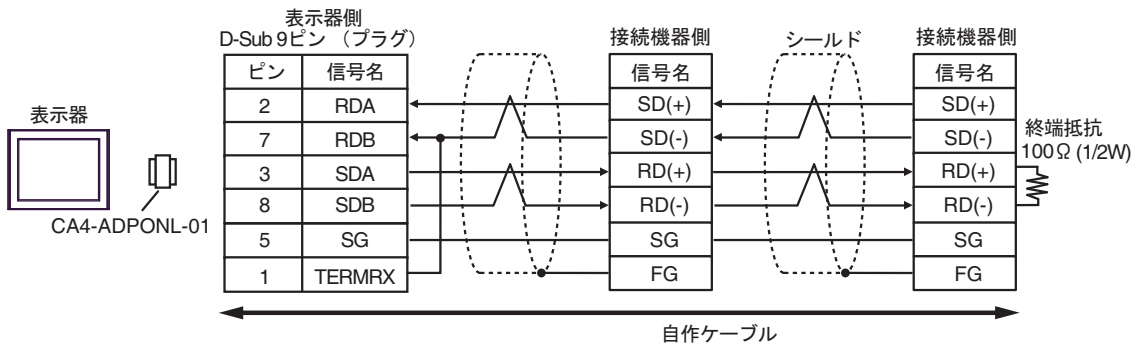 表示器
CA4-ADPONL-01
表示器側
D-Sub 9ピン （プラグ）
ピン 信号名
2 RDA
7 RDB
3 SDA
8 SDB
5 SG
1 TERMRX
接続機器側
信号名
SD(+)
SD(-)
RD(+)
RD(-)
SG
FG
シールド
接続機器側
信号名
SD(+)
SD(-)
RD(+)
RD(-)
SG
FG
終端抵抗
100Ω (1/2W)
自作ケーブル